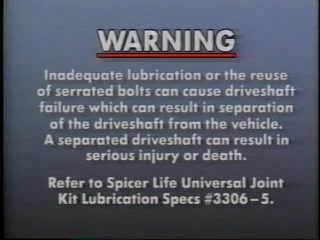 WARNING
Inadequate lubrication or the reuse
of serrated bolts can cause driveshaft
failure which can result in separation
of the driveshaft from the vehicle.
A separated driveshaft can result in
serious injury or death.
Refer to Spicer Life Universal Joint
Kit Lubrication Specs #3306-5.